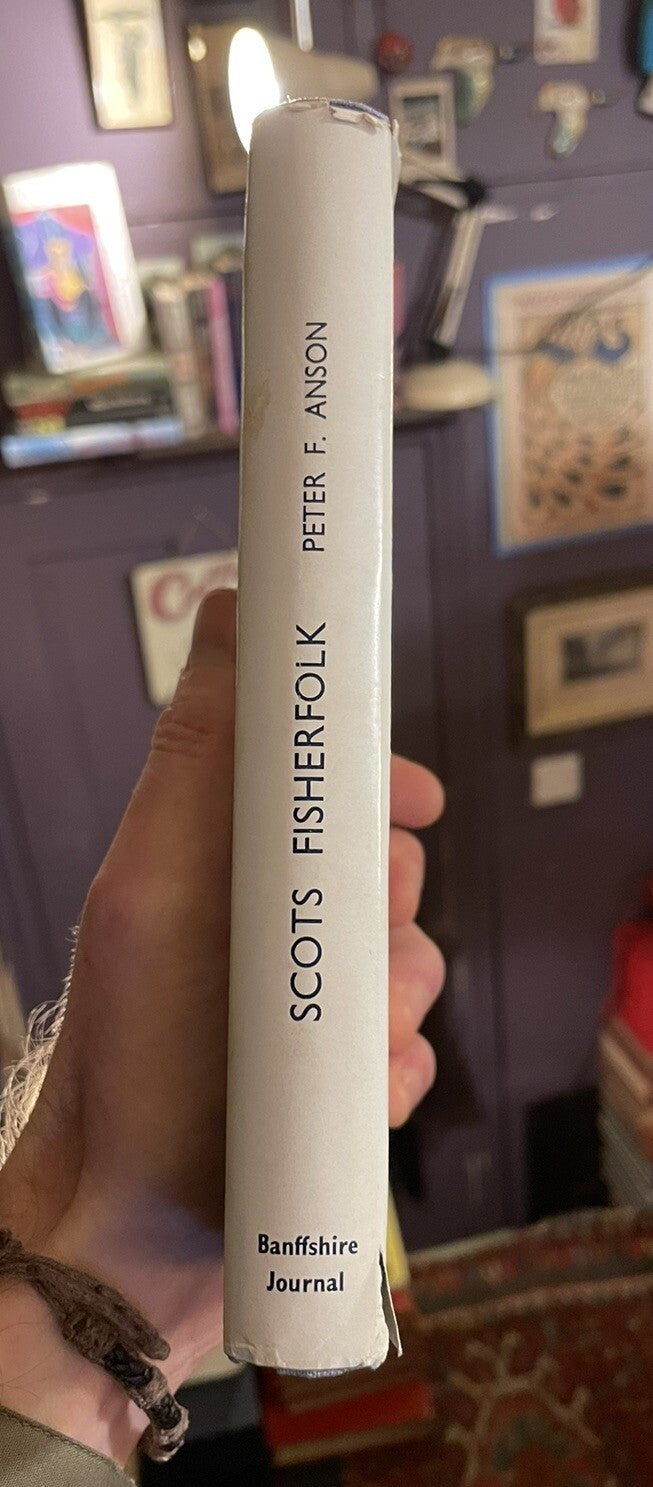 SCOTS FISHERFOLK PETER F. ANSON
Banffshire
Journal